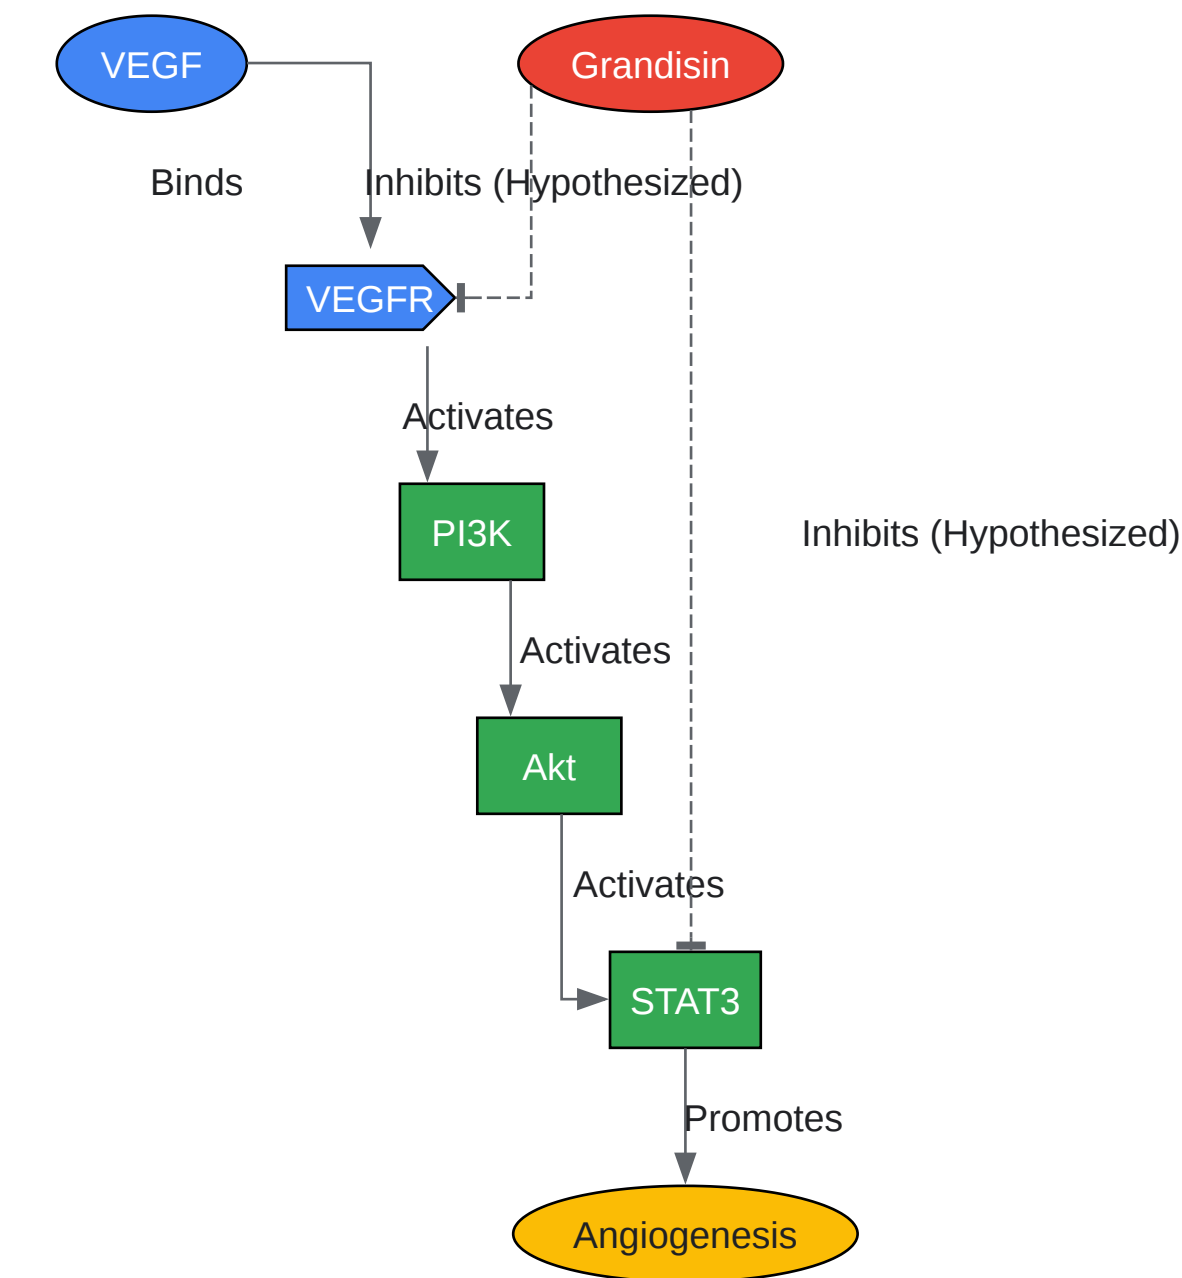 VEGF
Grandisin
Binds
Inhibits (Hypothesized)
VEGFR
Activates
PI3K
Inhibits (Hypothesized)
Activates
Akt
Activates
STAT3
Promotes
Angiogenesis